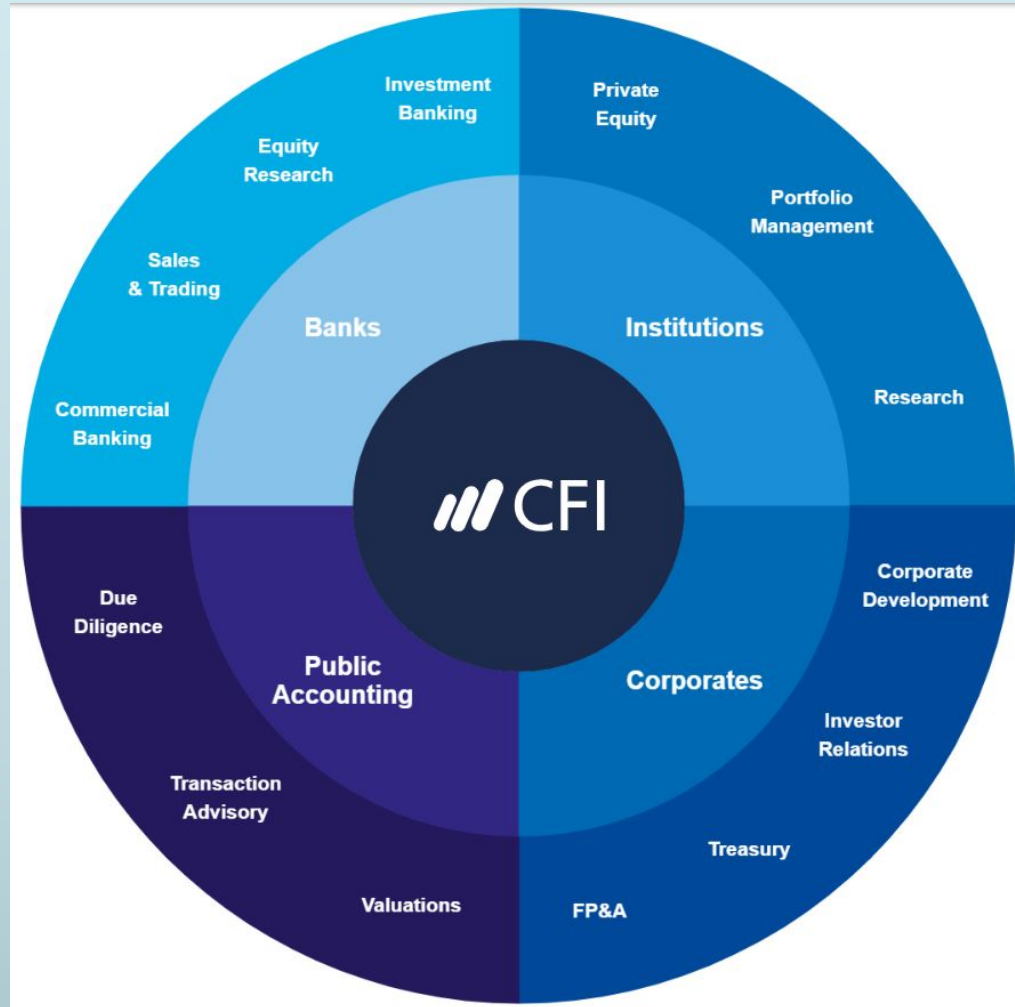 Investment
Banking
Equity
Research
Sales
& Trading
Commercial
Banking
Banks
Private
Equity
Portfolio
Management
Research
Institutions
CFI
Due
Diligence
Transaction
Advisory
Valuations
Public
Accounting
Corporates
Corporate
Development
Investor
Relations
Treasury
FP&A